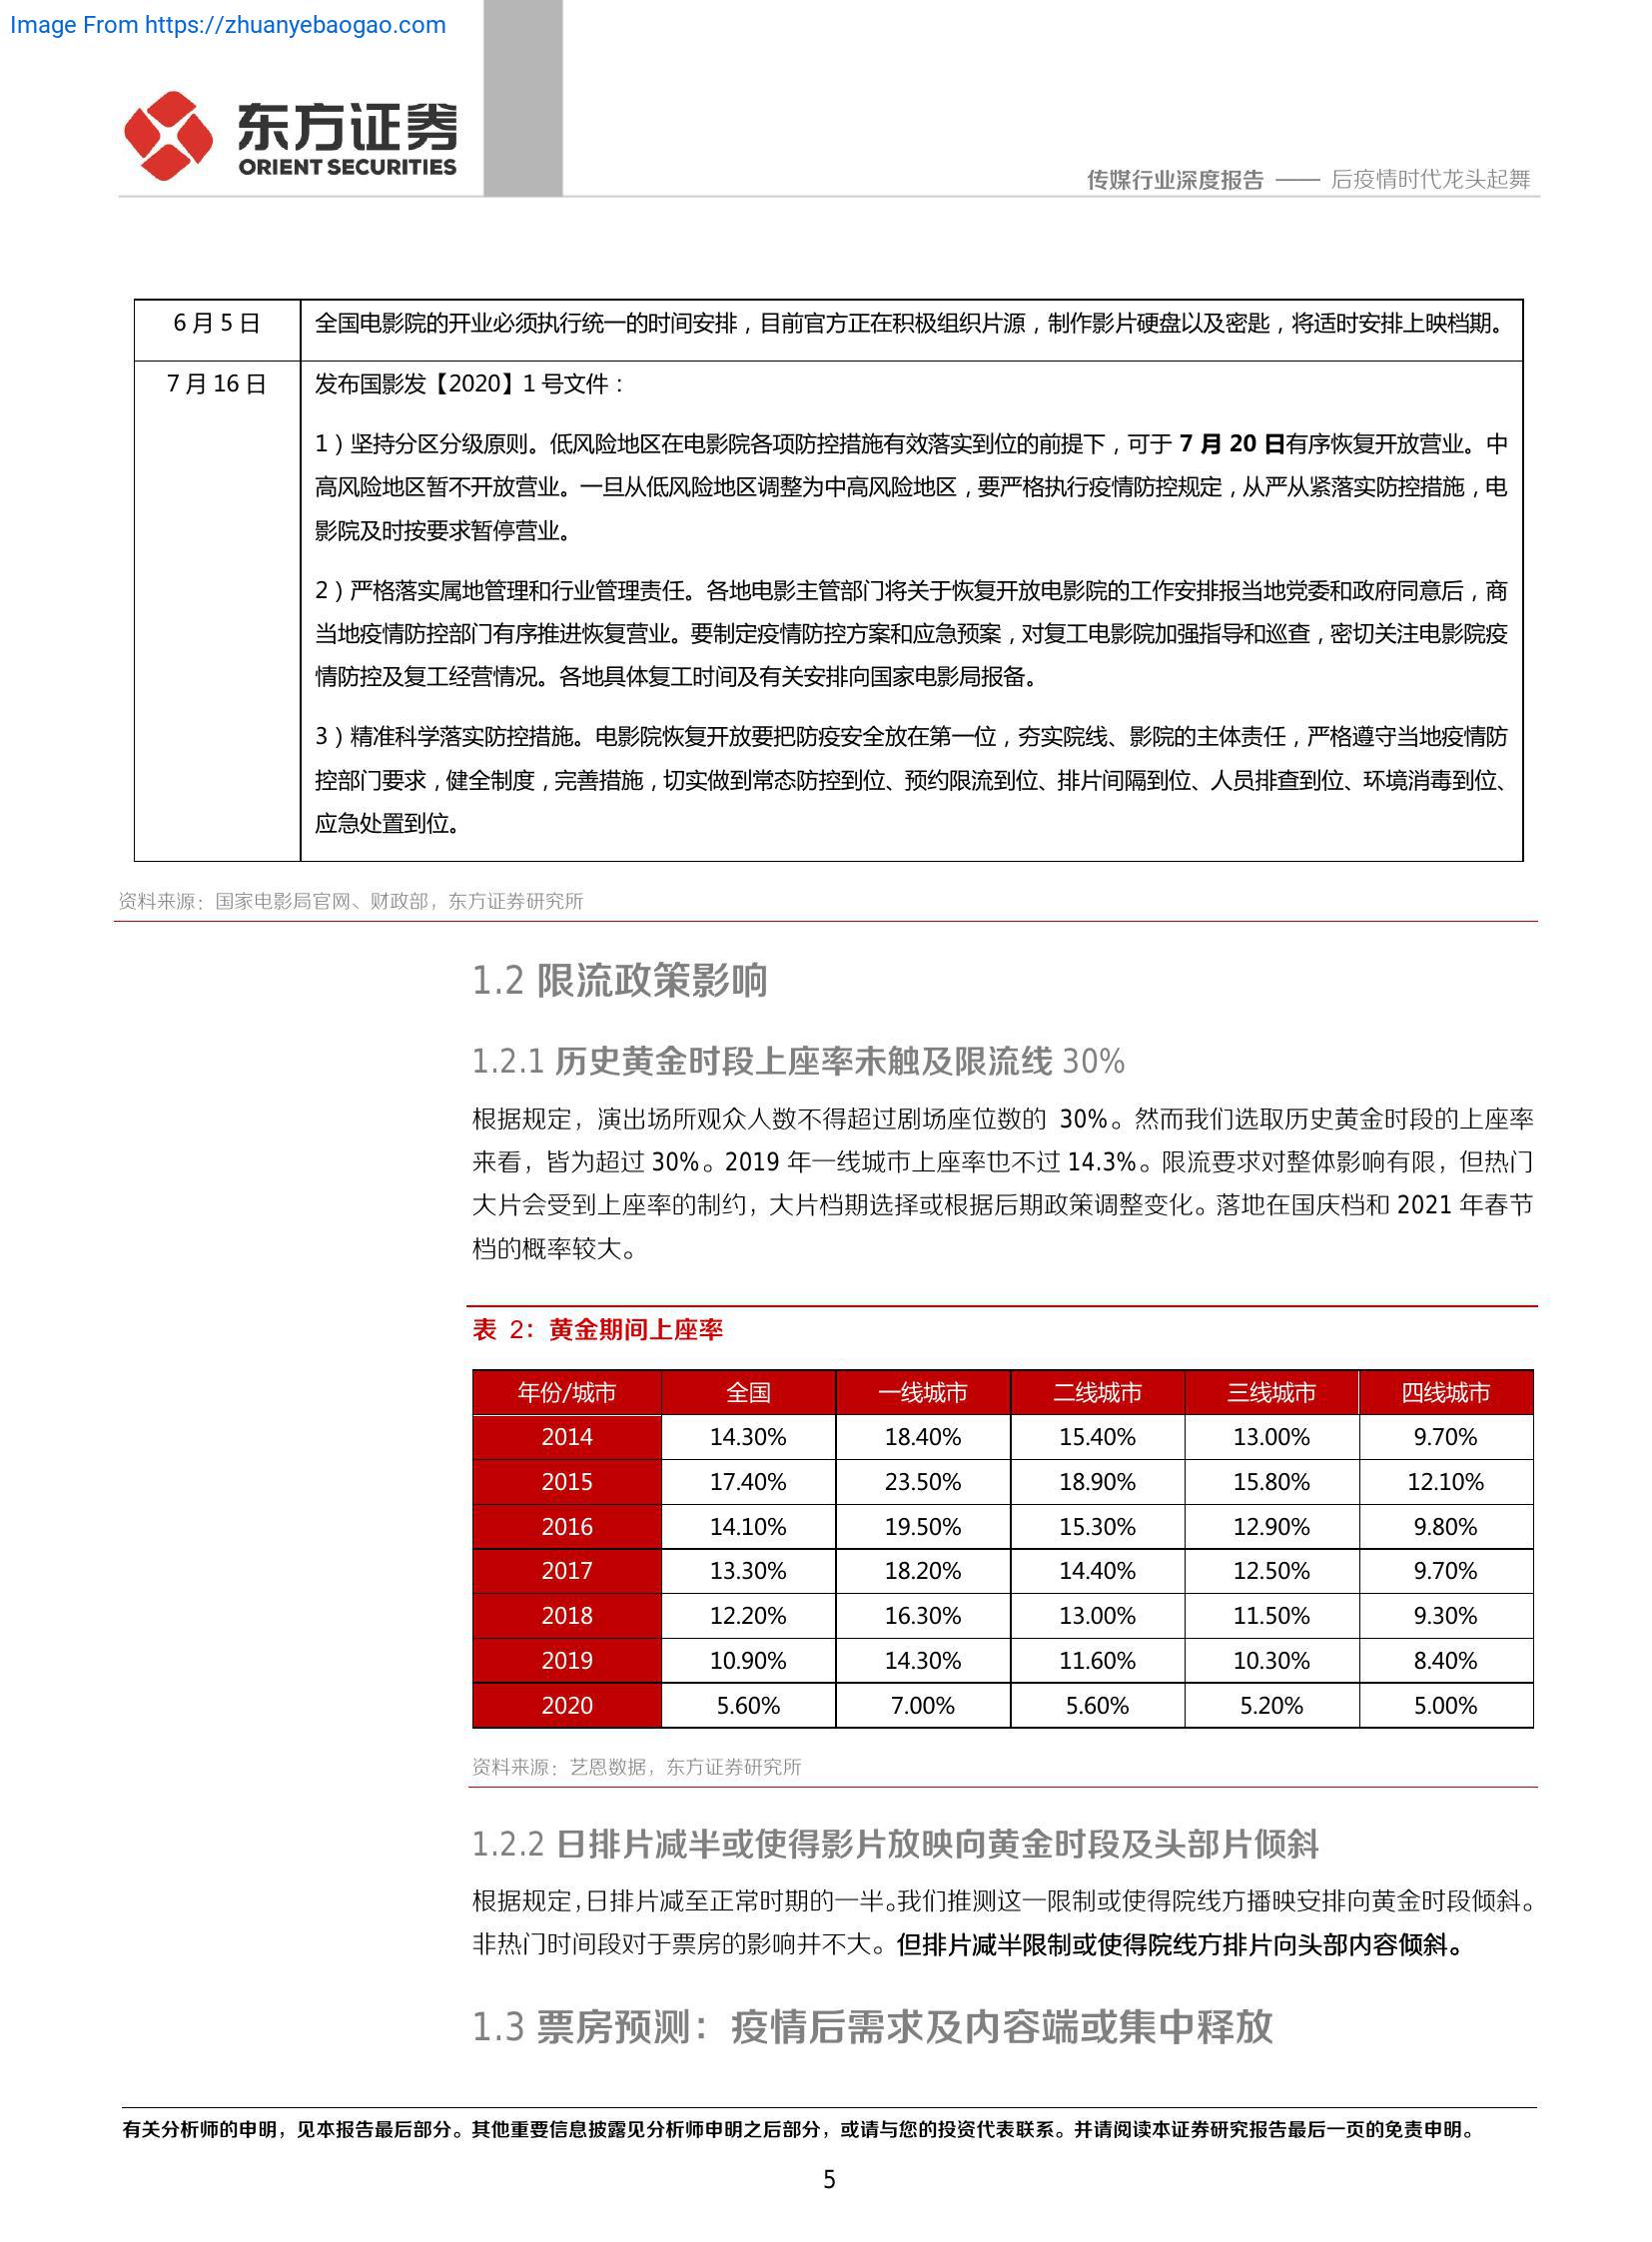 Image From https://zhuanyebaogao.com
东方证券
ORIENT SECURITIES
传媒行业深度报告 —— 后疫情时代龙头起舞
6 月 5 日 全国电影院的开业必须执行统一的时间安排，目前官方正在积极组织片源，制作影片硬盘以及密匙，将适时安排上映档期。
7 月 16 日 发布国影发【2020】1 号文件：
1）坚持分区分级原则。低风险地区在电影院各项防控措施有效落实到位的前提下，可于 7 月 20 日有序恢复开放营业。中
高风险地区暂不开放营业。一旦从低风险地区调整为中高风险地区，要严格执行疫情防控规定，从严从紧落实防控措施，电
影院及时按要求暂停营业。
2）严格落实属地管理和行业管理责任。各地电影主管部门将关于恢复开放电影院的工作安排报当地党委和政府同意后，商
当地疫情防控部门有序推进恢复营业。要制定疫情防控方案和应急预案，对复工电影院加强指导和巡查，密切关注电影院疫
情防控及复工经营情况。各地具体复工时间及有关安排向国家电影局报备。
3）精准科学落实防控措施。电影院恢复开放要把防疫安全放在第一位，夯实院线、影院的主体责任，严格遵守当地疫情防
控部门要求，健全制度，完善措施，切实做到常态防控到位、预约限流到位、排片间隔到位、人员排查到位、环境消毒到位、
应急处置到位。
资料来源：国家电影局官网、财政部，东方证券研究所
1.2 限流政策影响
1.2.1 历史黄金时段上座率未触及限流线 30%
根据规定，演出场所观众人数不得超过剧场座位数的 30%。然而我们选取历史黄金时段的上座率
来看，皆为超过 30%。2019 年一线城市上座率也不过 14.3%。限流要求对整体影响有限，但热门
大片会受到上座率的制约，大片档期选择或根据后期政策调整变化。落地在国庆档和 2021 年春节
档的概率较大。
表 2：黄金期间上座率
年份/城市 全国 一线城市 二线城市 三线城市 四线城市
2014 14.30% 18.40% 15.40% 13.00% 9.70%
2015 17.40% 23.50% 18.90% 15.80% 12.10%
2016 14.10% 19.50% 15.30% 12.90% 9.80%
2017 13.30% 18.20% 14.40% 12.50% 9.70%
2018 12.20% 16.30% 13.00% 11.50% 9.30%
2019 10.90% 14.30% 11.60% 10.30% 8.40%
2020 5.60% 7.00% 5.60% 5.20% 5.00%
资料来源：艺恩数据，东方证券研究所
1.2.2 日排片减半或使得影片放映向黄金时段及头部片倾斜
根据规定，日排片减至正常时期的一半。我们推测这一限制或使得院线方播映安排向黄金时段倾斜。
非热门时间段对于票房的影响并不大。但排片减半限制或使得院线方排片向头部内容倾斜。
1.3 票房预测：疫情后需求及内容端或集中释放
有关分析师的申明，见本报告最后部分。其他重要信息披露见分析师申明之后部分，或请与您的投资代表联系。并请阅读本证券研究报告最后一页的免责申明。
5